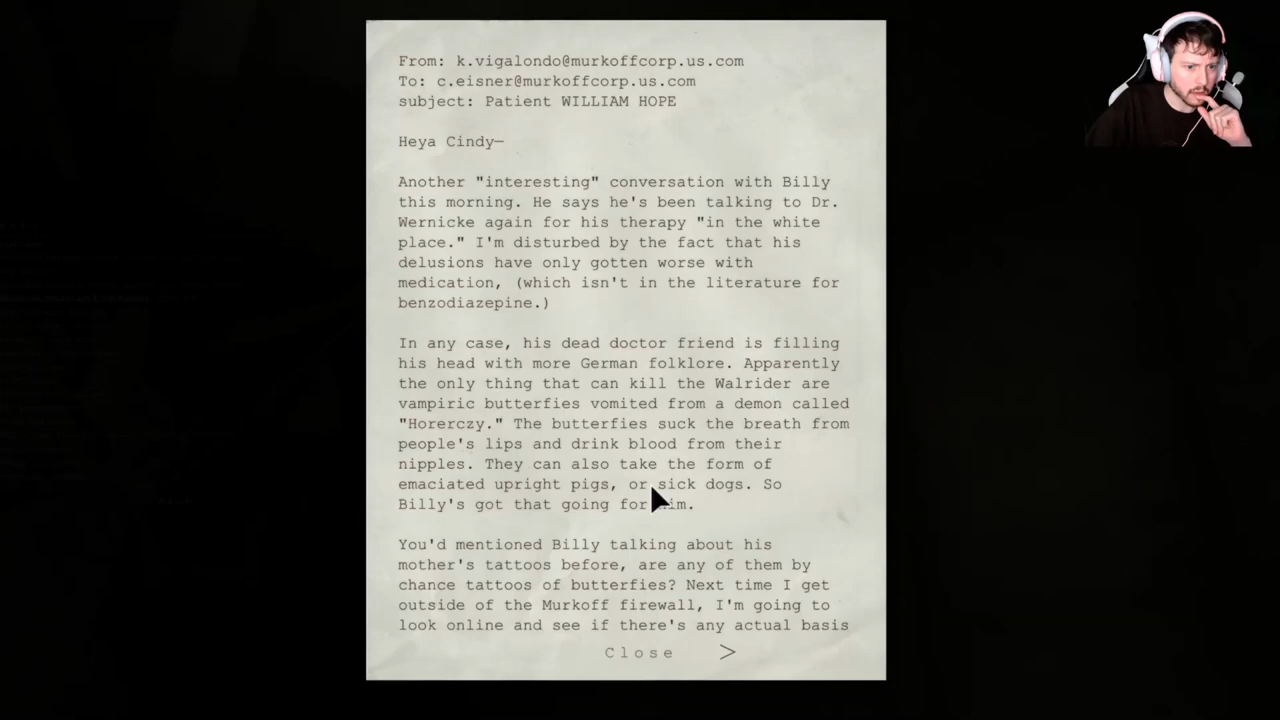 From: k.vigalondo@murkoffcorp.us.com
To: c.eisner@murkoffcorp.us.com
subject: Patient WILLIAM HOPE
Heya Cindy—
Another "interesting" conversation with Billy
this morning. He says he's been talking to Dr.
Wernicke again for his therapy "in the white
place." I'm disturbed by the fact that his
delusions have only gotten worse with
medication, (which isn't in the literature for
benzodiazepine.)
In any case, his dead doctor friend is filling
his head with more German folklore. Apparently
the only thing that can kill the Walrider are
vampiric butterfies vomited from a demon called
"Horerczy." The butterfies suck the breath from
people's lips and drink blood from their
nipples. They can also take the form of
emaciated upright pigs, or sick dogs. So
Billy's got that going for him.
You'd mentioned Billy talking about his
mother's tattoos before, are any of them by
chance tattoos of butterfies? Next time I get
outside of the Murkoff firewall, I'm going to
look online and see if there's any actual basis
Close >